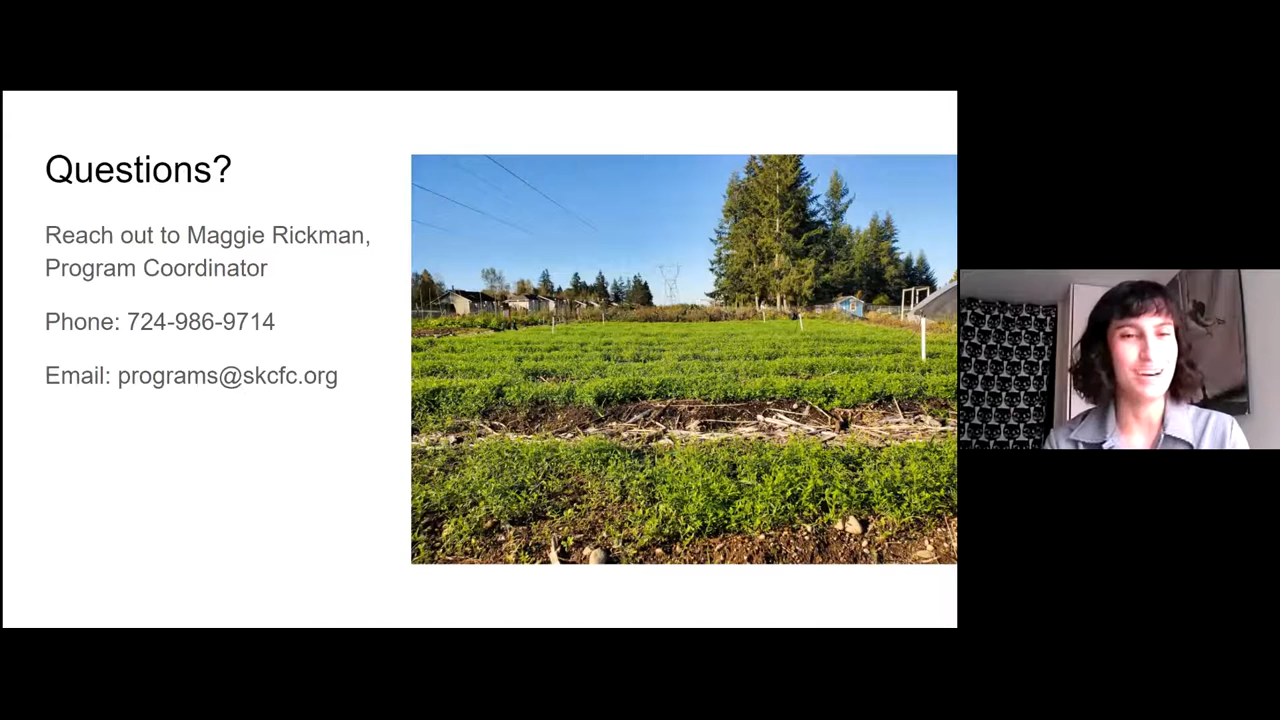 Questions?
Reach out to Maggie Rickman,
Program Coordinator
Phone: 724-986-9714
Email: programs@skcfc.org